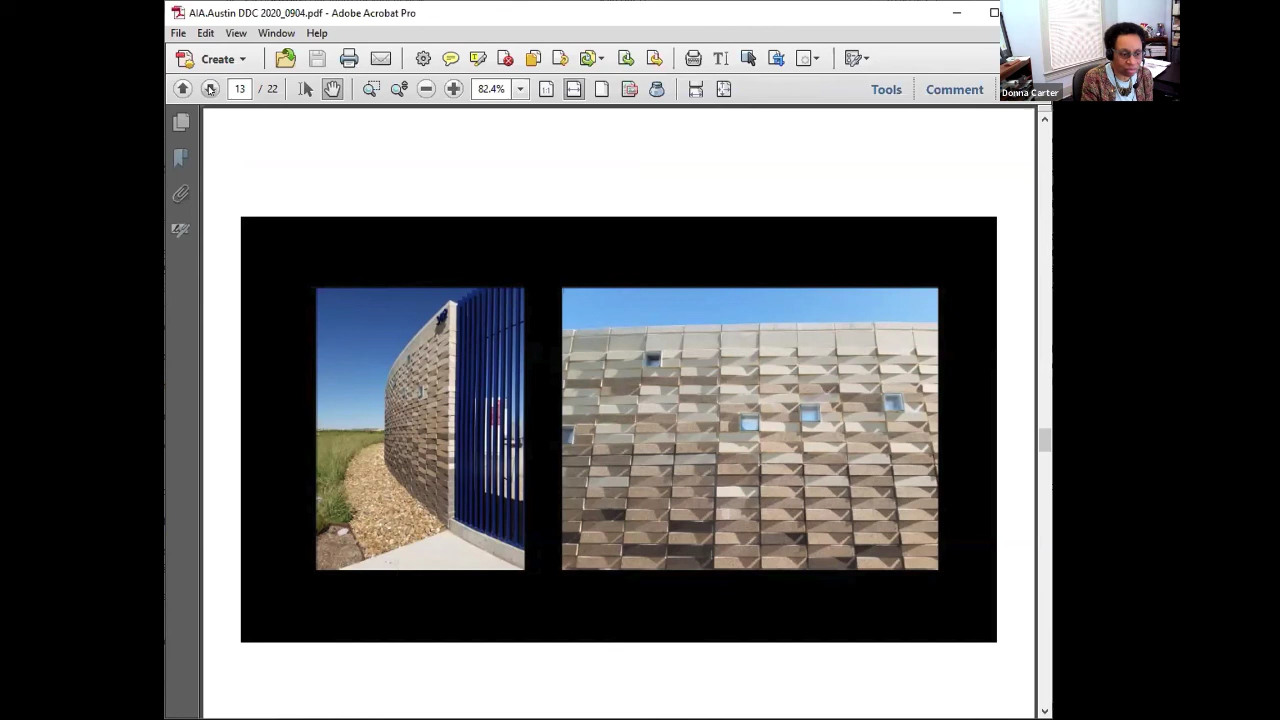 AIA.Austin DDC 2020_0904.pdf - Adobe Acrobat Pro
File Edit View Window Help
Create
13 / 22
82.4%
Tools
Comment
Donna Carter